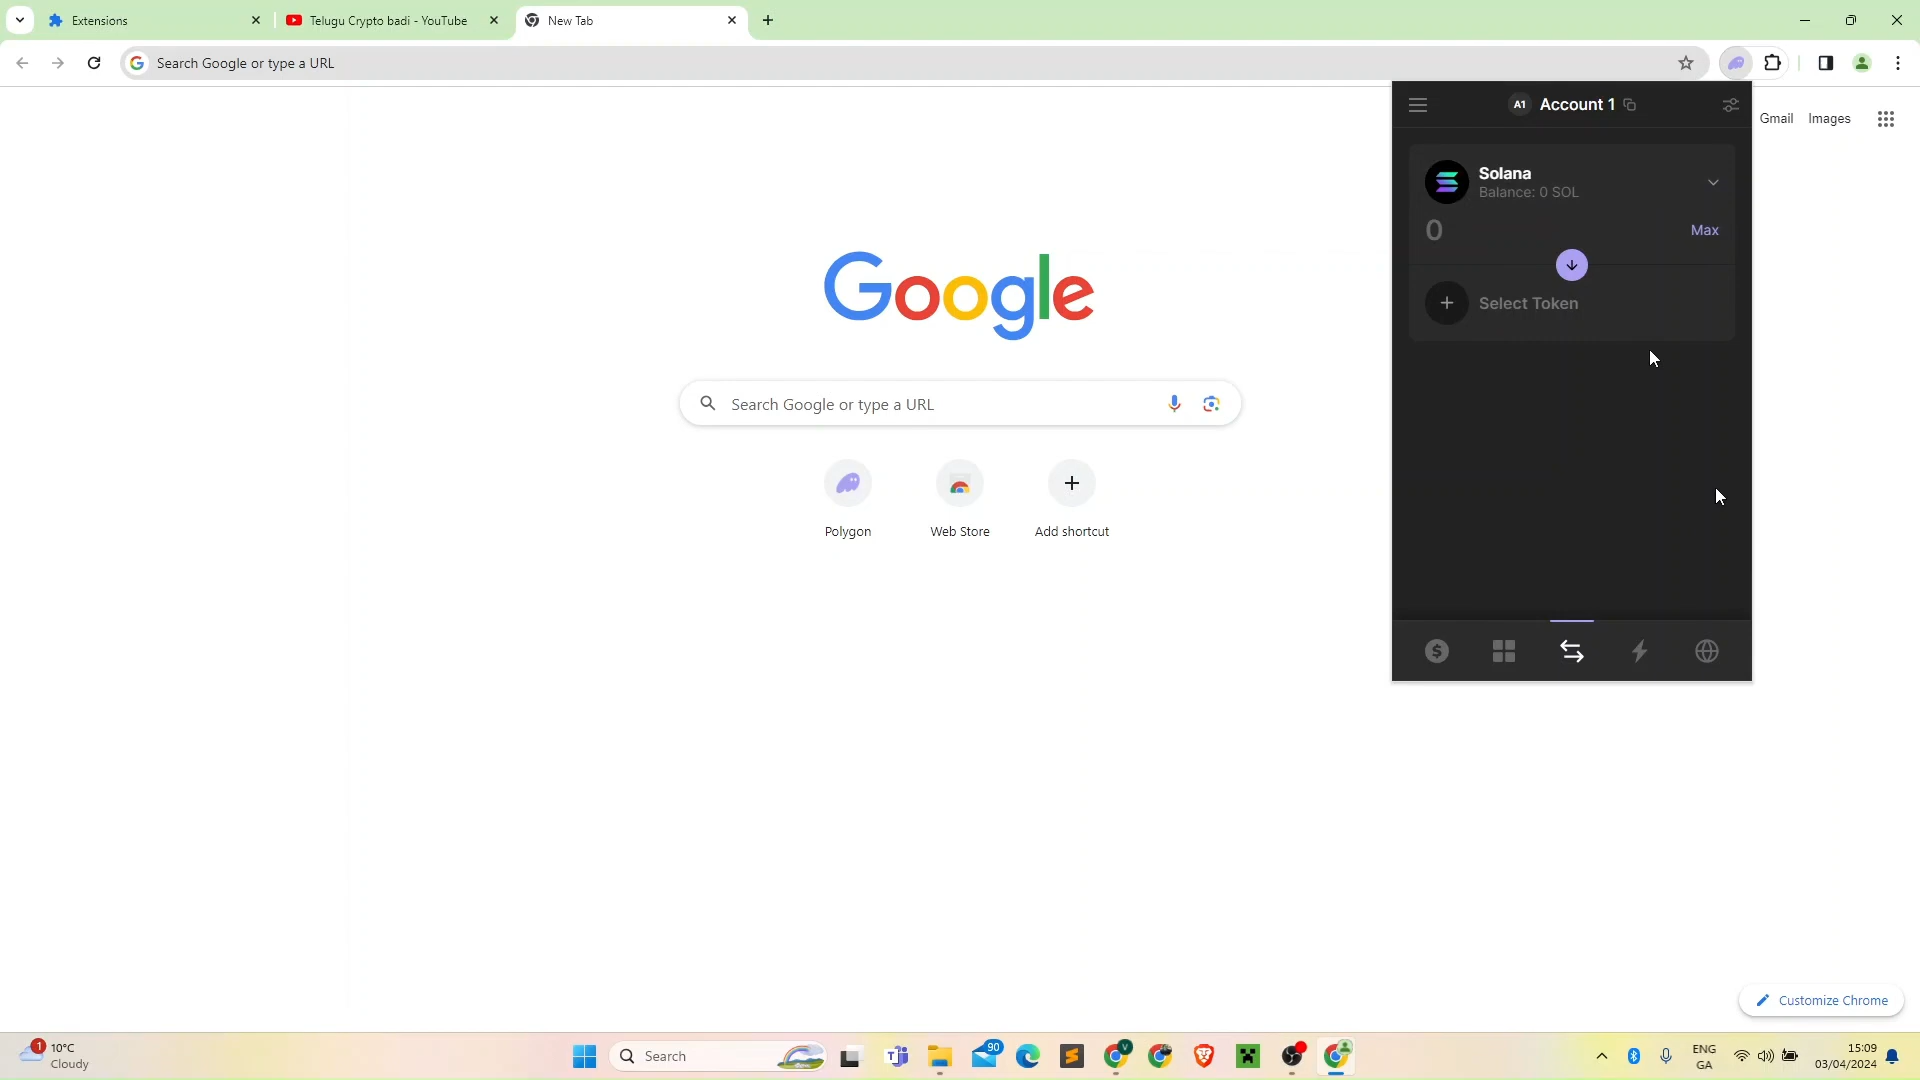 Extensions
Telugu Crypto badi - YouTube
New Tab
Search Google or type a URL
A1 Account 1
Gmail Images
Solana
Balance: 0 SOL
0
Max
Select Token
Google
Search Google or type a URL
Polygon
Web Store
Add shortcut
Customize Chrome
1
10°C
Cloudy
Search
90
V
ENG
GA
15:09
03/04/2024